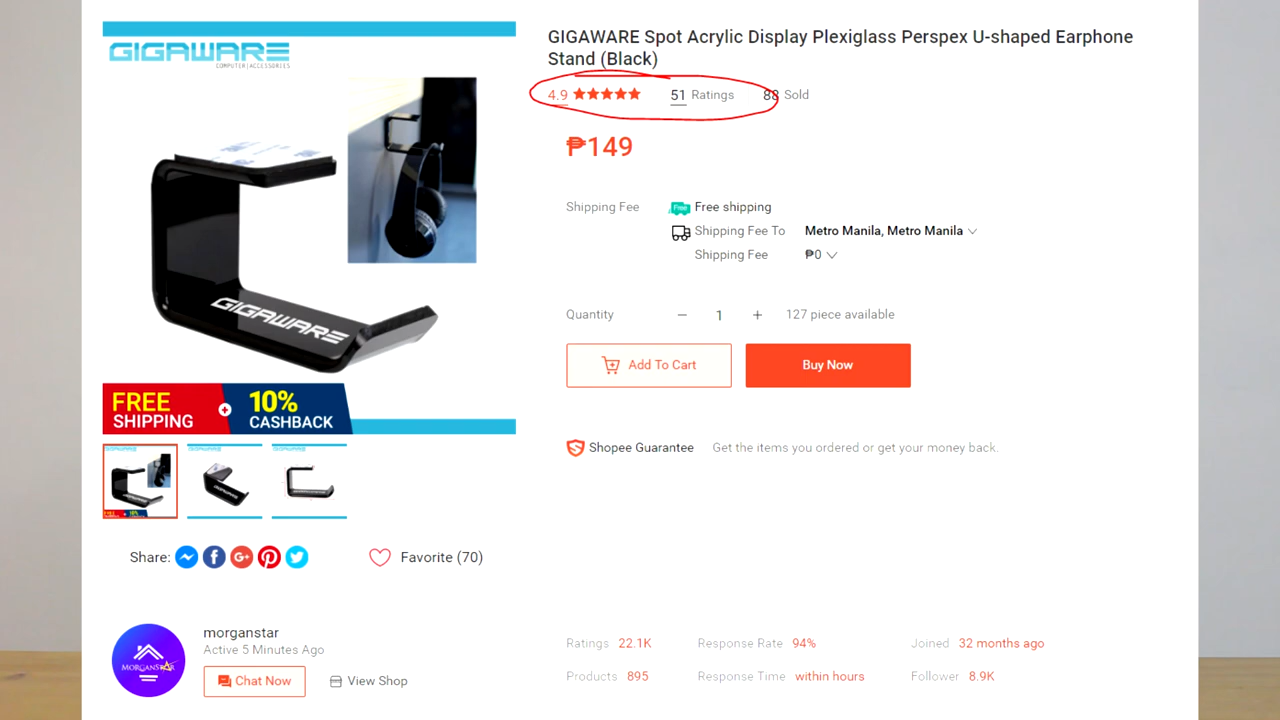 GIGAWARE
COMPUTER|ACCESSORIES
GIGAWARE
FREE
SHIPPING
+
10%
CASHBACK
GIGAWARE Spot Acrylic Display Plexiglass Perspex U-shaped Earphone
Stand (Black)
4.9 51 Ratings 88 Sold
₱149
Shipping Fee Free Free shipping
Shipping Fee To Metro Manila, Metro Manila
Shipping Fee ₱0
Quantity − 1 + 127 piece available
Add To Cart Buy Now
Shopee Guarantee Get the items you ordered or get your money back.
Share: Favorite (70)
morganstar
Active 5 Minutes Ago
MORGANSTAR
Chat Now View Shop
Ratings 22.1K Response Rate 94% Joined 32 months ago
Products 895 Response Time within hours Follower 8.9K